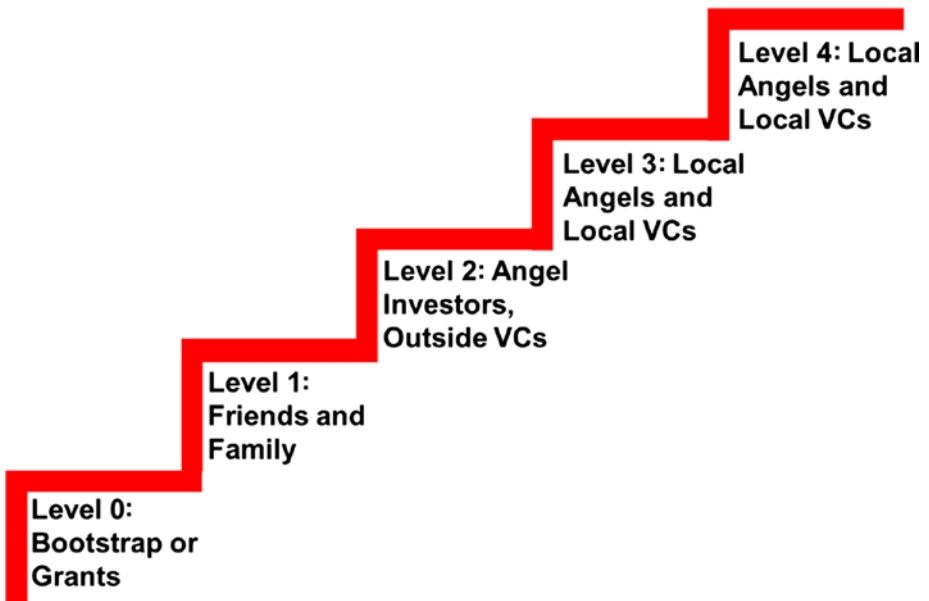 Level 4: Local
Angels and
Local VCs
Level 3: Local
Angels and
Local VCs
Level 2: Angel
Investors,
Outside VCs
Level 1:
Friends and
Family
Level 0:
Bootstrap or
Grants